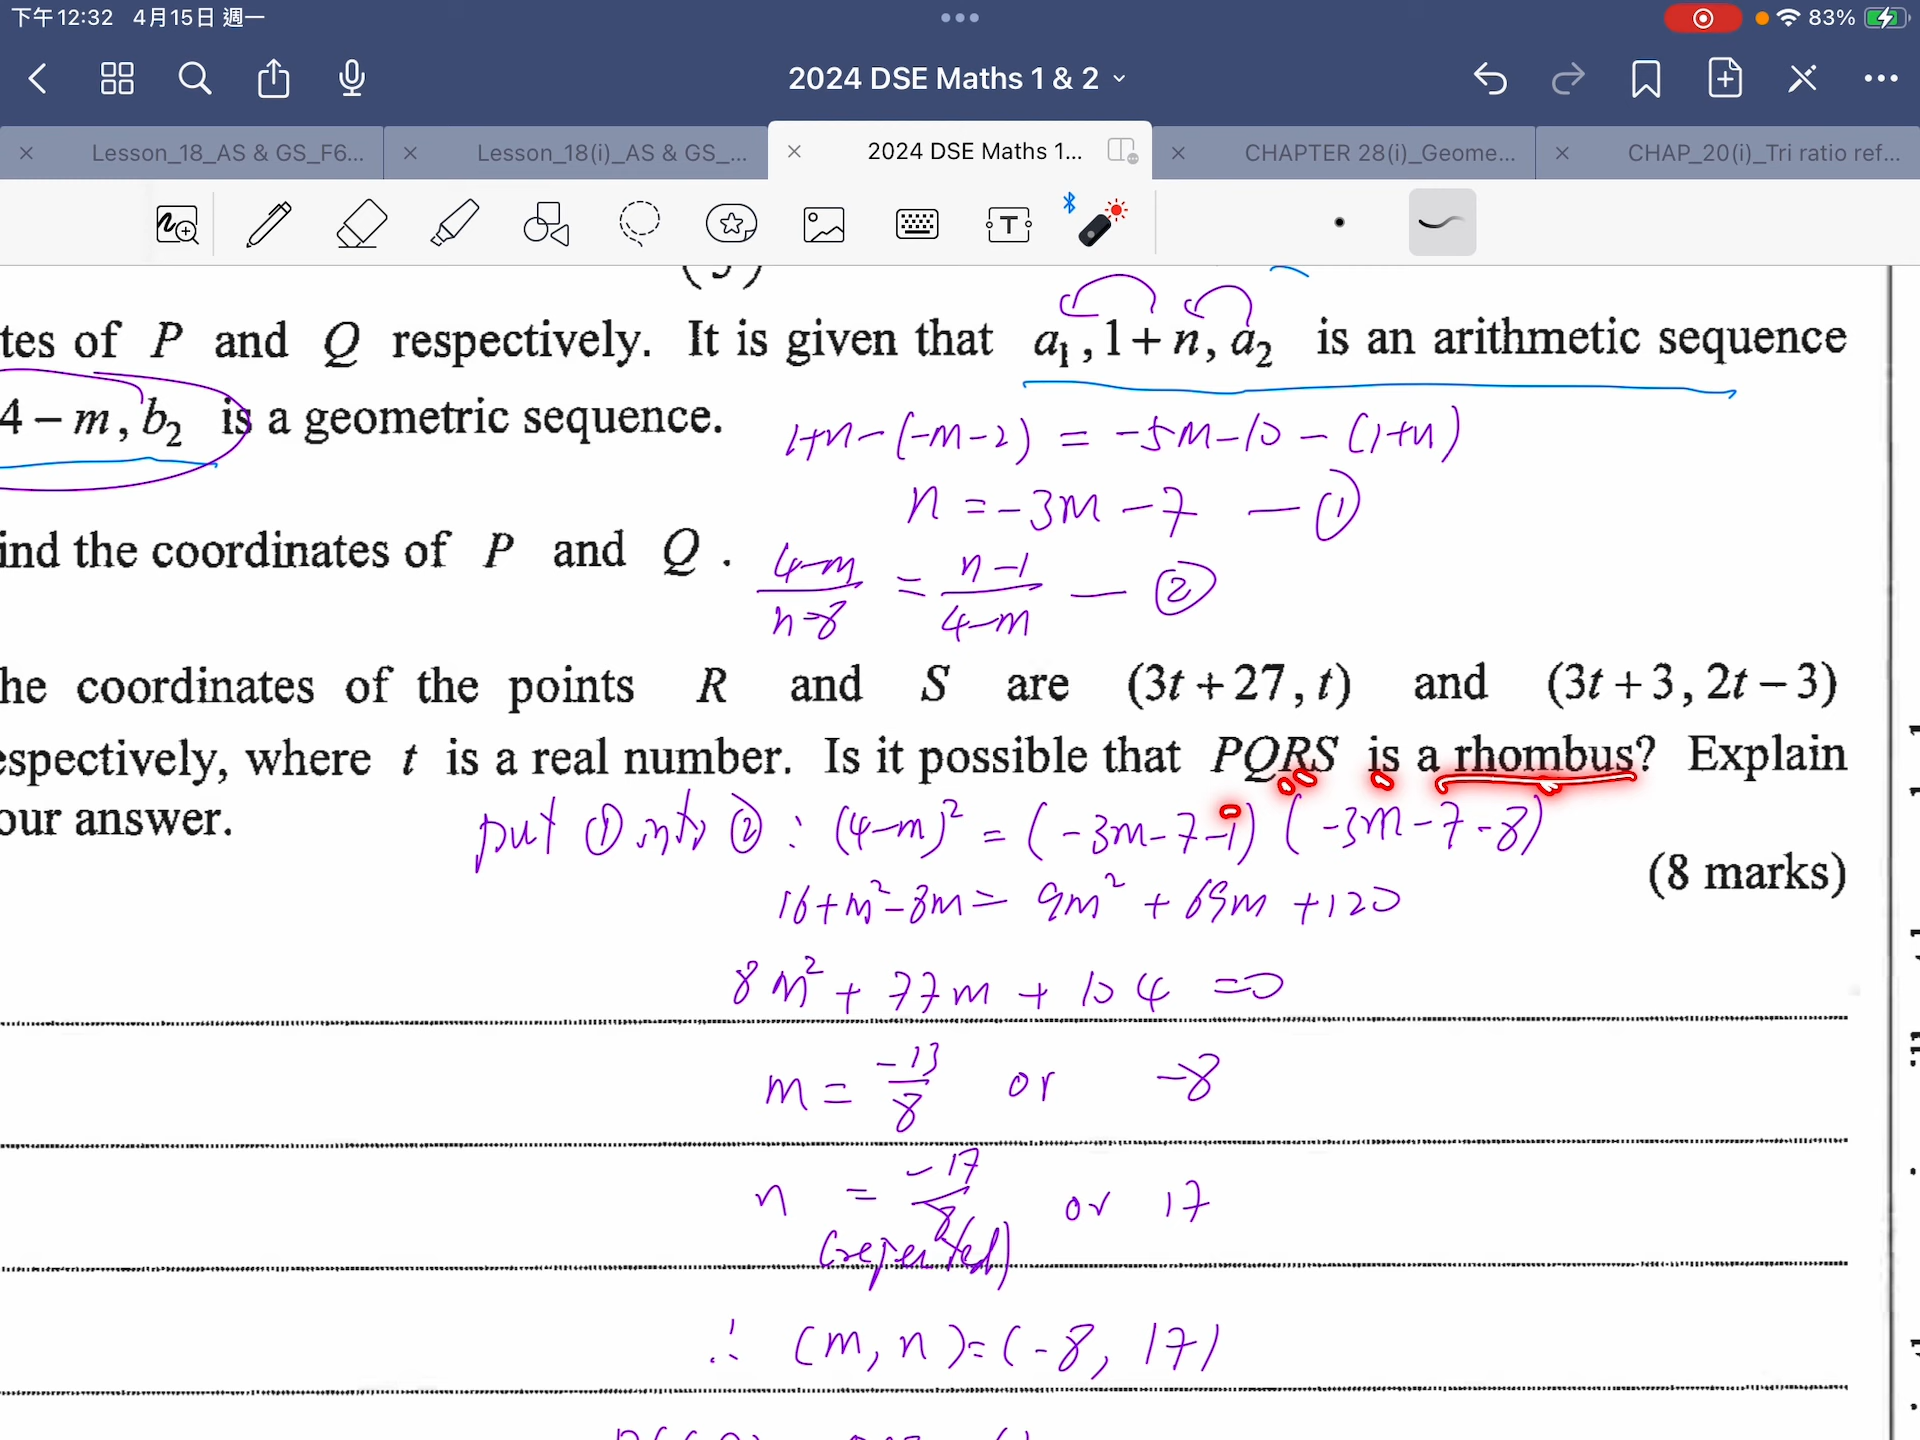 下午12:32 4月15日 週一
83%
2024 DSE Maths 1 & 2
Lesson_18_AS & GS_F6...
Lesson_18(i)_AS & GS_...
2024 DSE Maths 1...
CHAPTER 28(i)_Geome...
CHAP_20(i)_Tri ratio ref...
tes of P and Q respectively. It is given that a₁, 1 + n, a₂ is an arithmetic sequence
4 − m, b₂ is a geometric sequence.
1+n−(−m−2) = −5m−10−(1+n)
n = −3m−7 —①
ind the coordinates of P and Q.
(4−m)/(n−8) = (n−1)/(4−m) —②
he coordinates of the points R and S are (3t + 27, t) and (3t + 3, 2t − 3)
espectively, where t is a real number. Is it possible that PQRS is a rhombus? Explain
our answer.
put ① into ② : (4−m)² = (−3m−7−1)(−3m−7−8)
(8 marks)
16+m²−8m = 9m² + 69m + 120
8m² + 77m + 104 = 0
m = −13/8 or −8
n = −17/8 or 17
(rejected)
∴ (m, n) = (−8, 17)